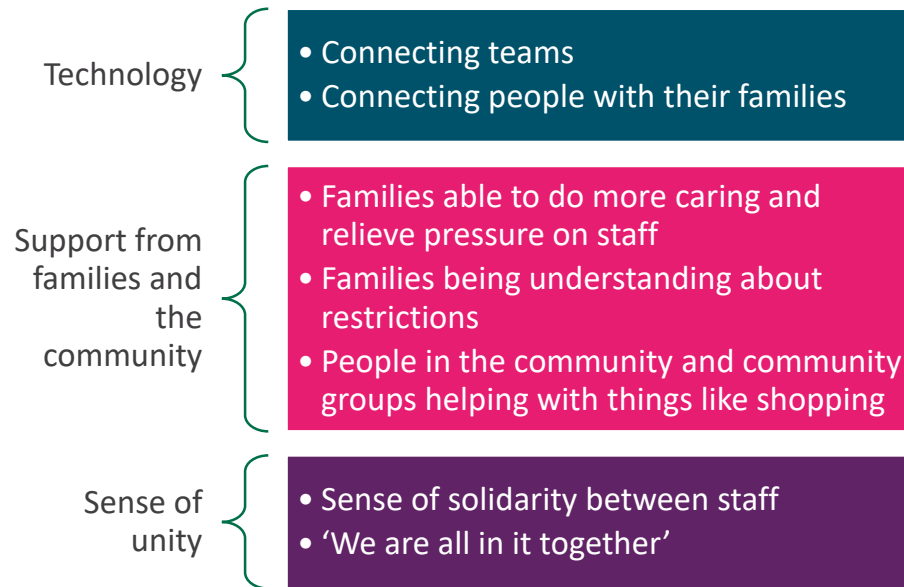 Technology
• Connecting teams
• Connecting people with their families
Support from
families and
the
community
• Families able to do more caring and
relieve pressure on staff
• Families being understanding about
restrictions
• People in the community and community
groups helping with things like shopping
Sense of
unity
• Sense of solidarity between staff
• ‘We are all in it together’